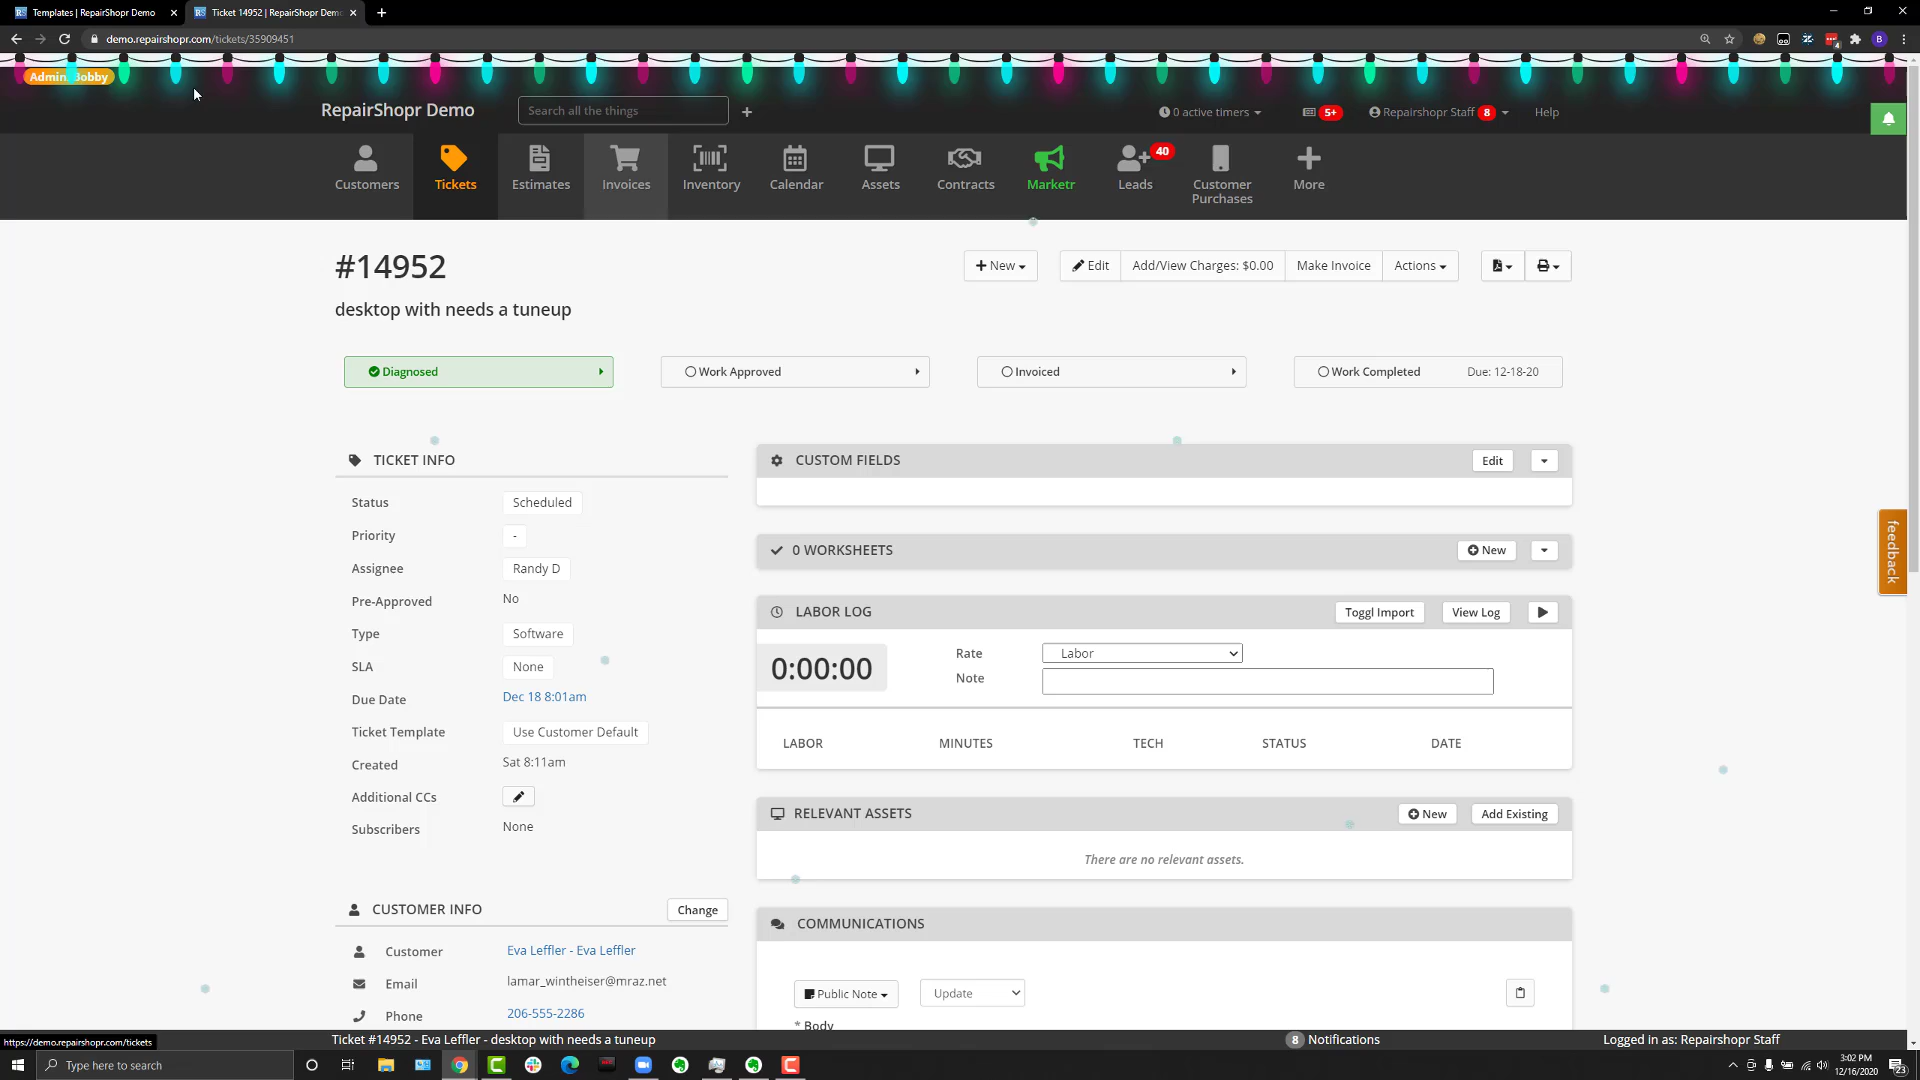 Templates | RepairShopr Demo
Ticket 14952 | RepairShopr Demo
demo.repairshopr.com/tickets/35909451
4
B
RepairShopr Demo
Search all the things
0 active timers
5+
Repairshopr Staff 8
Help
Customers
Tickets
Estimates
Invoices
Inventory
Calendar
Assets
Contracts
Marketr
Leads
40
Customer
Purchases
More
#14952
New
Edit
Add/View Charges: $0.00
Make Invoice
Actions
desktop with needs a tuneup
Diagnosed
Work Approved
Invoiced
Work Completed
Due: 12-18-20
TICKET INFO
Status
Scheduled
Priority
-
Assignee
Randy D
Pre-Approved
No
Type
Software
SLA
None
Due Date
Dec 18 8:01am
Ticket Template
Use Customer Default
Created
Sat 8:11am
Additional CCs
Subscribers
None
CUSTOMER INFO
Change
Customer
Eva Leffler - Eva Leffler
Email
lamar_wintheiser@mraz.net
Phone
206-555-2286
CUSTOM FIELDS
Edit
0 WORKSHEETS
New
LABOR LOG
Toggl Import
View Log
0:00:00
Rate
Labor
Note
LABOR
MINUTES
TECH
STATUS
DATE
RELEVANT ASSETS
New
Add Existing
There are no relevant assets.
COMMUNICATIONS
Public Note
Update
* Body
feedback
https://demo.repairshopr.com/tickets
Ticket #14952 - Eva Leffler - desktop with needs a tuneup
8 Notifications
Logged in as: Repairshopr Staff
Type here to search
3:02 PM
12/16/2020
23